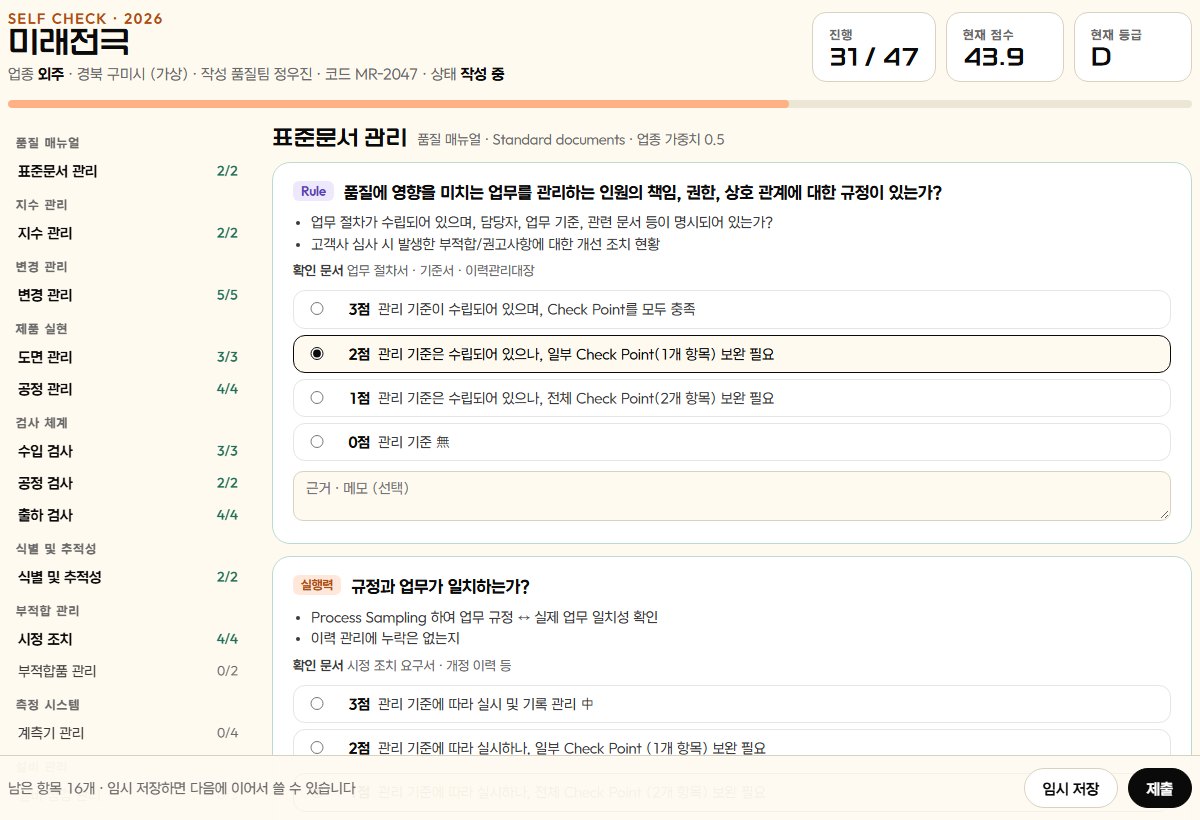 SELF CHECK · 2026
미래전극
업종 외주 · 경북 구미시 (가상) · 작성 품질팀 정우진 · 코드 MR-2047 · 상태 작성 중
진행
31 / 47
현재 점수
43.9
현재 등급
D
품질 매뉴얼
표준문서 관리 2/2
지수 관리
지수 관리 2/2
변경 관리
변경 관리 5/5
제품 실현
도면 관리 3/3
공정 관리 4/4
검사 체계
수입 검사 3/3
공정 검사 2/2
출하 검사 4/4
식별 및 추적성
식별 및 추적성 2/2
부적합 관리
시정 조치 4/4
부적합품 관리 0/2
측정 시스템
계측기 관리 0/4
표준문서 관리 품질 매뉴얼 · Standard documents · 업종 가중치 0.5
Rule 품질에 영향을 미치는 업무를 관리하는 인원의 책임, 권한, 상호 관계에 대한 규정이 있는가?
• 업무 절차가 수립되어 있으며, 담당자, 업무 기준, 관련 문서 등이 명시되어 있는가?
• 고객사 심사 시 발생한 부적합/권고사항에 대한 개선 조치 현황
확인 문서 업무 절차서 · 기준서 · 이력관리대장
3점 관리 기준이 수립되어 있으며, Check Point를 모두 충족
2점 관리 기준은 수립되어 있으나, 일부 Check Point(1개 항목) 보완 필요
1점 관리 기준은 수립되어 있으나, 전체 Check Point(2개 항목) 보완 필요
0점 관리 기준 無
근거 · 메모 (선택)
실행력 규정과 업무가 일치하는가?
• Process Sampling 하여 업무 규정 ↔ 실제 업무 일치성 확인
• 이력 관리에 누락은 없는지
확인 문서 시정 조치 요구서 · 개정 이력 등
3점 관리 기준에 따라 실시 및 기록 관리 中
2점 관리 기준에 따라 실시하나, 일부 Check Point (1개 항목) 보완 필요
점 관리 기준에 따라 실시하나, 전체 Check Point (2개 항목) 보완 필요
남은 항목 16개 · 임시 저장하면 다음에 이어서 쓸 수 있습니다
임시 저장
제출